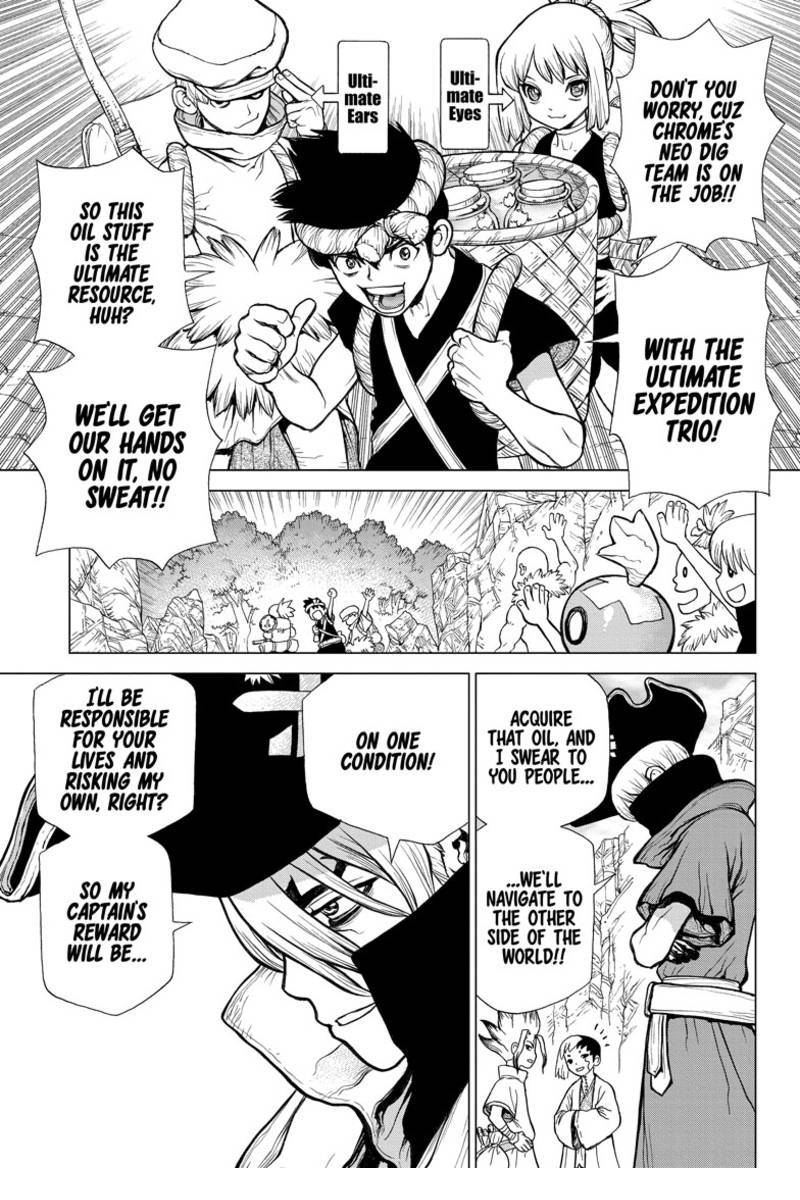 DON'T YOU
WORRY, CUZ
CHROME'S
NEO DIG
TEAM IS ON
THE JOB!!
Ulti-
mate
Eyes
Ulti-
mate
Ears
WITH THE
ULTIMATE
EXPEDITION
TRIO!
SO THIS
OIL STUFF
IS THE
ULTIMATE
RESOURCE,
HUH?
WE'LL GET
OUR HANDS
ON IT, NO
SWEAT!!
ACQUIRE
THAT OIL, AND
I SWEAR TO
YOU PEOPLE...
...WE'LL
NAVIGATE TO
THE OTHER
SIDE OF THE
WORLD!!
ON ONE
CONDITION!
I'LL BE
RESPONSIBLE
FOR YOUR
LIVES AND
RISKING MY
OWN, RIGHT?
SO MY
CAPTAIN'S
REWARD
WILL BE...